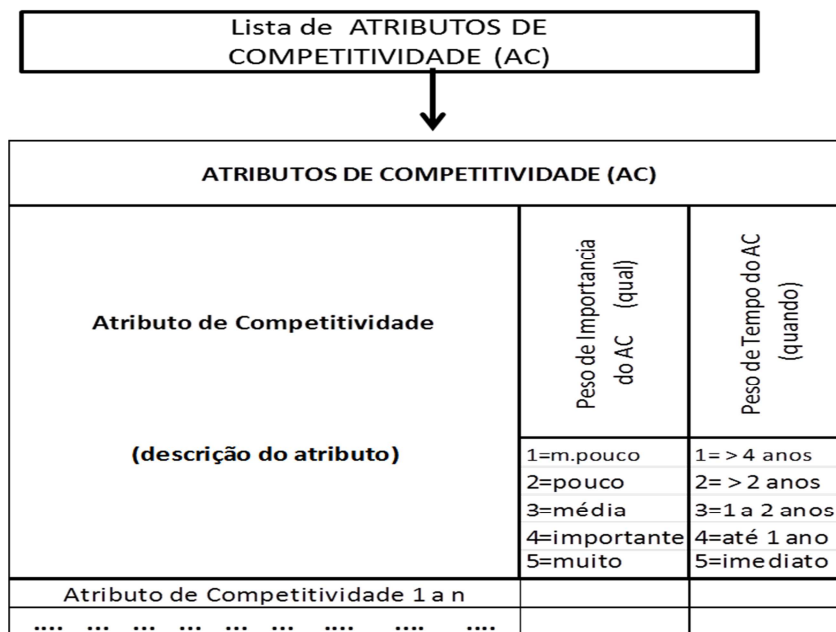 Lista de ATRIBUTOS DE
COMPETITIVIDADE (AC)
ATRIBUTOS DE COMPETITIVIDADE (AC)
Atributo de Competitividade
(descrição do atributo)
Peso de Importancia
do AC (qual)
Peso de Tempo do AC
(quando)
1=m.pouco
2=pouco
3=média
4=importante
5=muito
1= > 4 anos
2= > 2 anos
3=1 a 2 anos
4=até 1 ano
5=imediato
Atributo de Competitividade 1 a n
.... ... ... ... ... ... .... .... ....